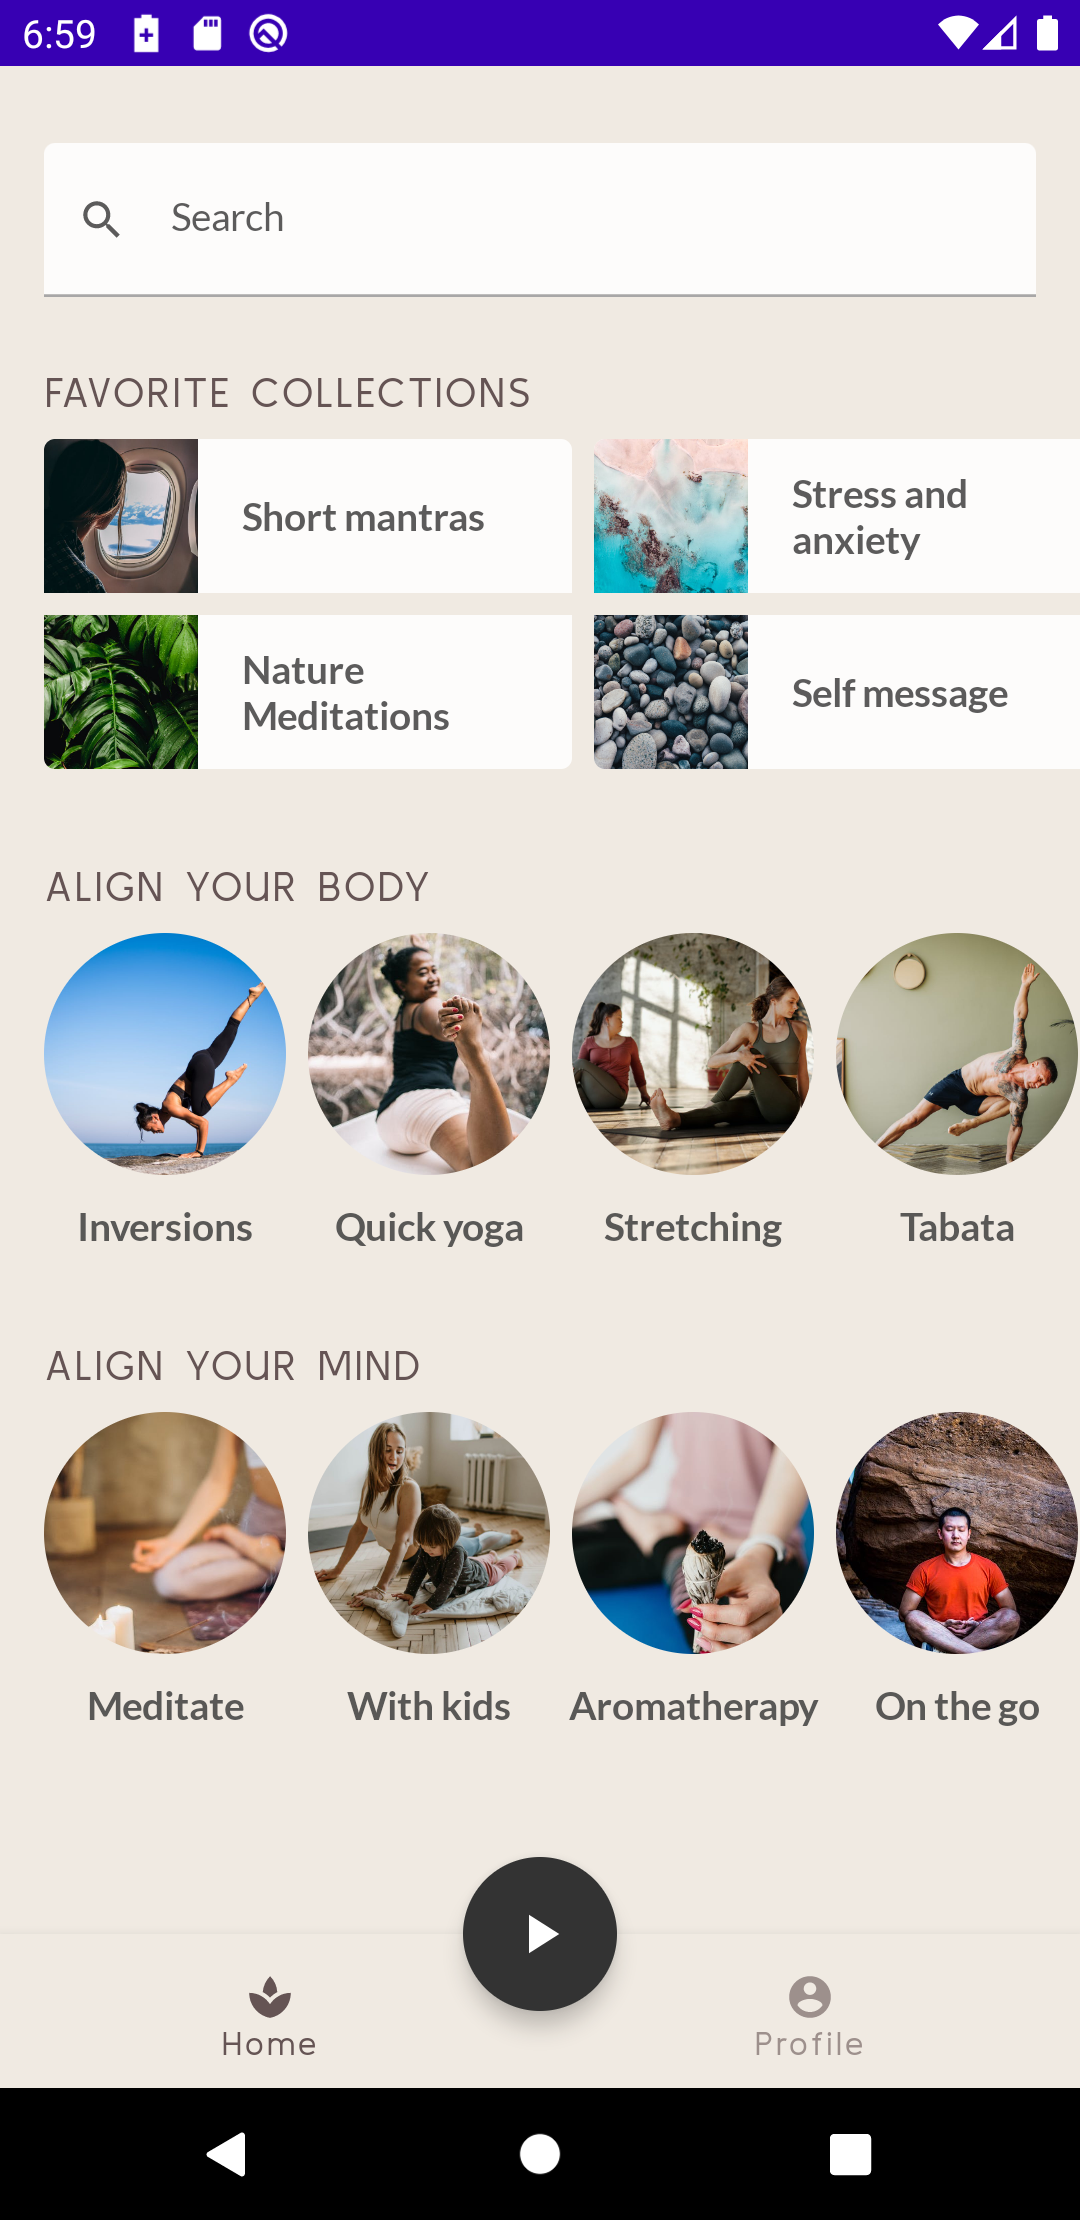 6:59
Search
FAVORITE COLLECTIONS
Short mantras
Stress and
anxiety
Nature
Meditations
Self message
ALIGN YOUR BODY
Inversions
Quick yoga
Stretching
Tabata
ALIGN YOUR MIND
Meditate
With kids
Aromatherapy
On the go
Home
Profile